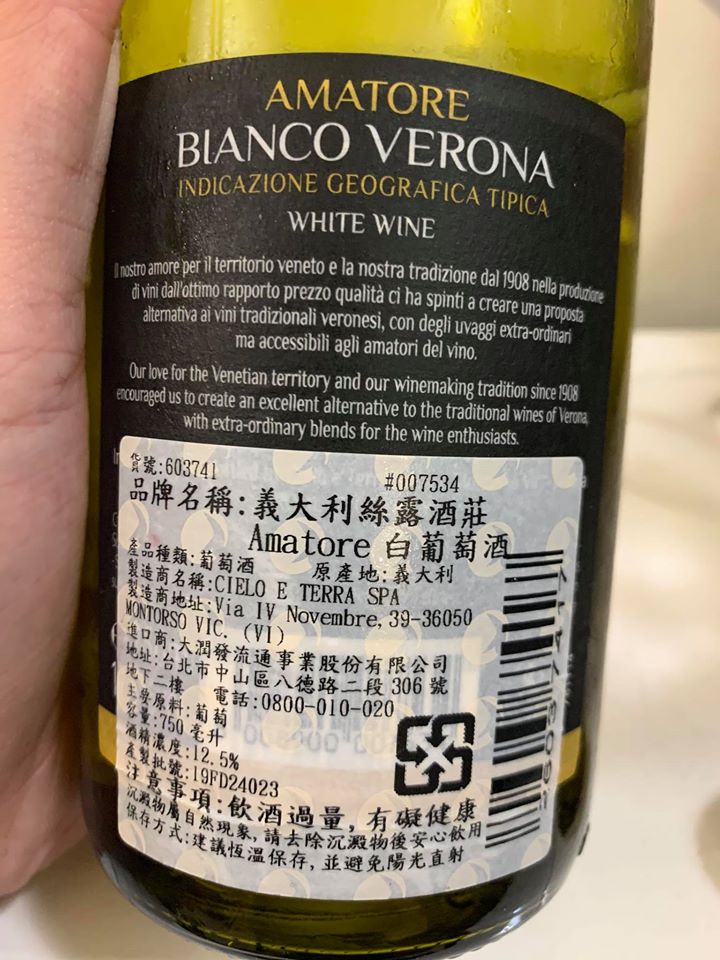 AMATORE
BIANCO VERONA
INDICAZIONE GEOGRAFICA TIPICA
WHITE WINE
Il nostro amore per il territorio veneto e la nostra tradizione dal 1908 nella produzione
di vini dall'ottimo rapporto prezzo qualità ci ha spinti a creare una proposta
alternativa ai vini tradizionali veronesi, con degli uvaggi extra-ordinari
ma accessibili agli amatori del vino.
Our love for the Venetian territory and our winemaking tradition since 1908
encouraged us to create an excellent alternative to the traditional wines of Verona,
with extra-ordinary blends for the wine enthusiasts.
貨號:603741 #007534
品牌名稱:義大利絲露酒莊
Amatore 白葡萄酒
產品種類:葡萄酒 原產地:義大利
製造商名稱:CIELO E TERRA SPA
製造商地址:Via IV Novembre, 39-36050
MONTORSO VIC. (VI)
進口商:大潤發流通事業股份有限公司
地址:台北市中山區八德路二段 306 號
地下二樓 電話:0800-010-020
主要原料:葡萄
容量:750 毫升
酒精濃度:12.5%
產製批號:19FD24023
注意事項:飲酒過量, 有礙健康
沉澱物屬自然現象, 請去除沉澱物後安心飲用
保存方式:建議恆溫保存, 並避免陽光直射